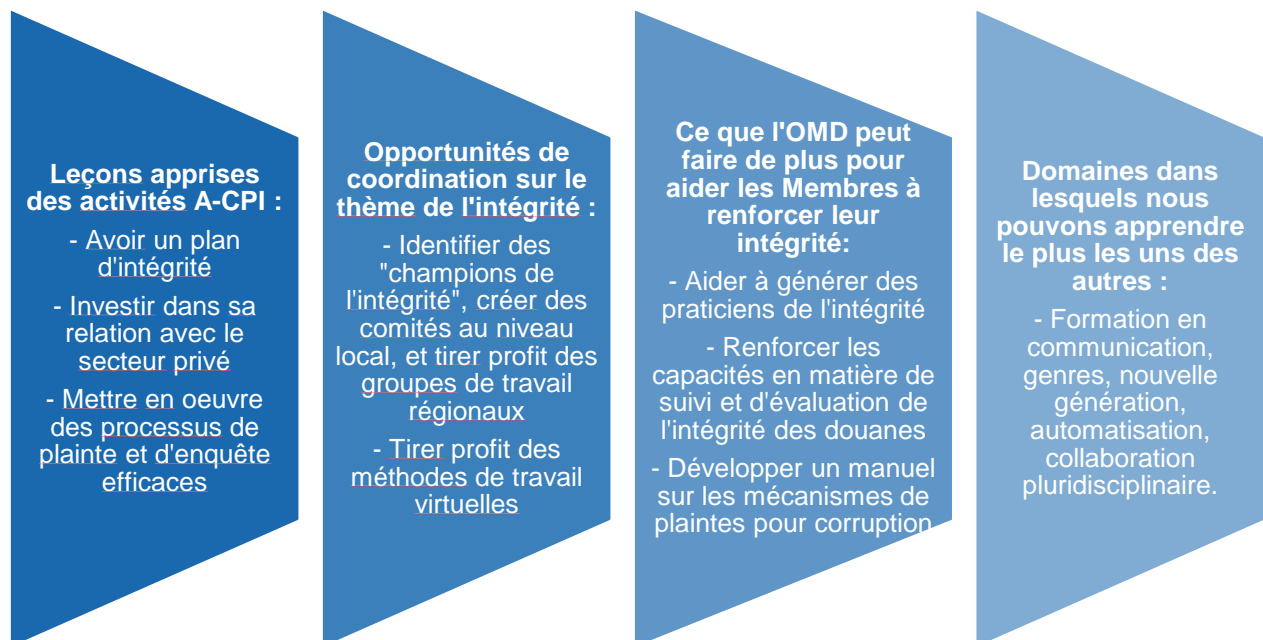 Leçons apprises
des activités A-CPI :
- Avoir un plan
d'intégrité
- Investir dans sa
relation avec le
secteur privé
- Mettre en oeuvre
des processus de
plainte et d'enquête
efficaces
Opportunités de
coordination sur le
thème de l'intégrité :
- Identifier des
"champions de
l'intégrité", créer des
comités au niveau
local, et tirer profit des
groupes de travail
régionaux
- Tirer profit des
méthodes de travail
virtuelles
Ce que l'OMD peut
faire de plus pour
aider les Membres à
renforcer leur
intégrité:
- Aider à générer des
praticiens de l'intégrité
- Renforcer les
capacités en matière de
suivi et d'évaluation de
l'intégrité des douanes
- Développer un manuel
sur les mécanismes de
plaintes pour corruption
Domaines dans
lesquels nous
pouvons apprendre
le plus les uns des
autres :
- Formation en
communication,
genres, nouvelle
génération,
automatisation,
collaboration
pluridisciplinaire.